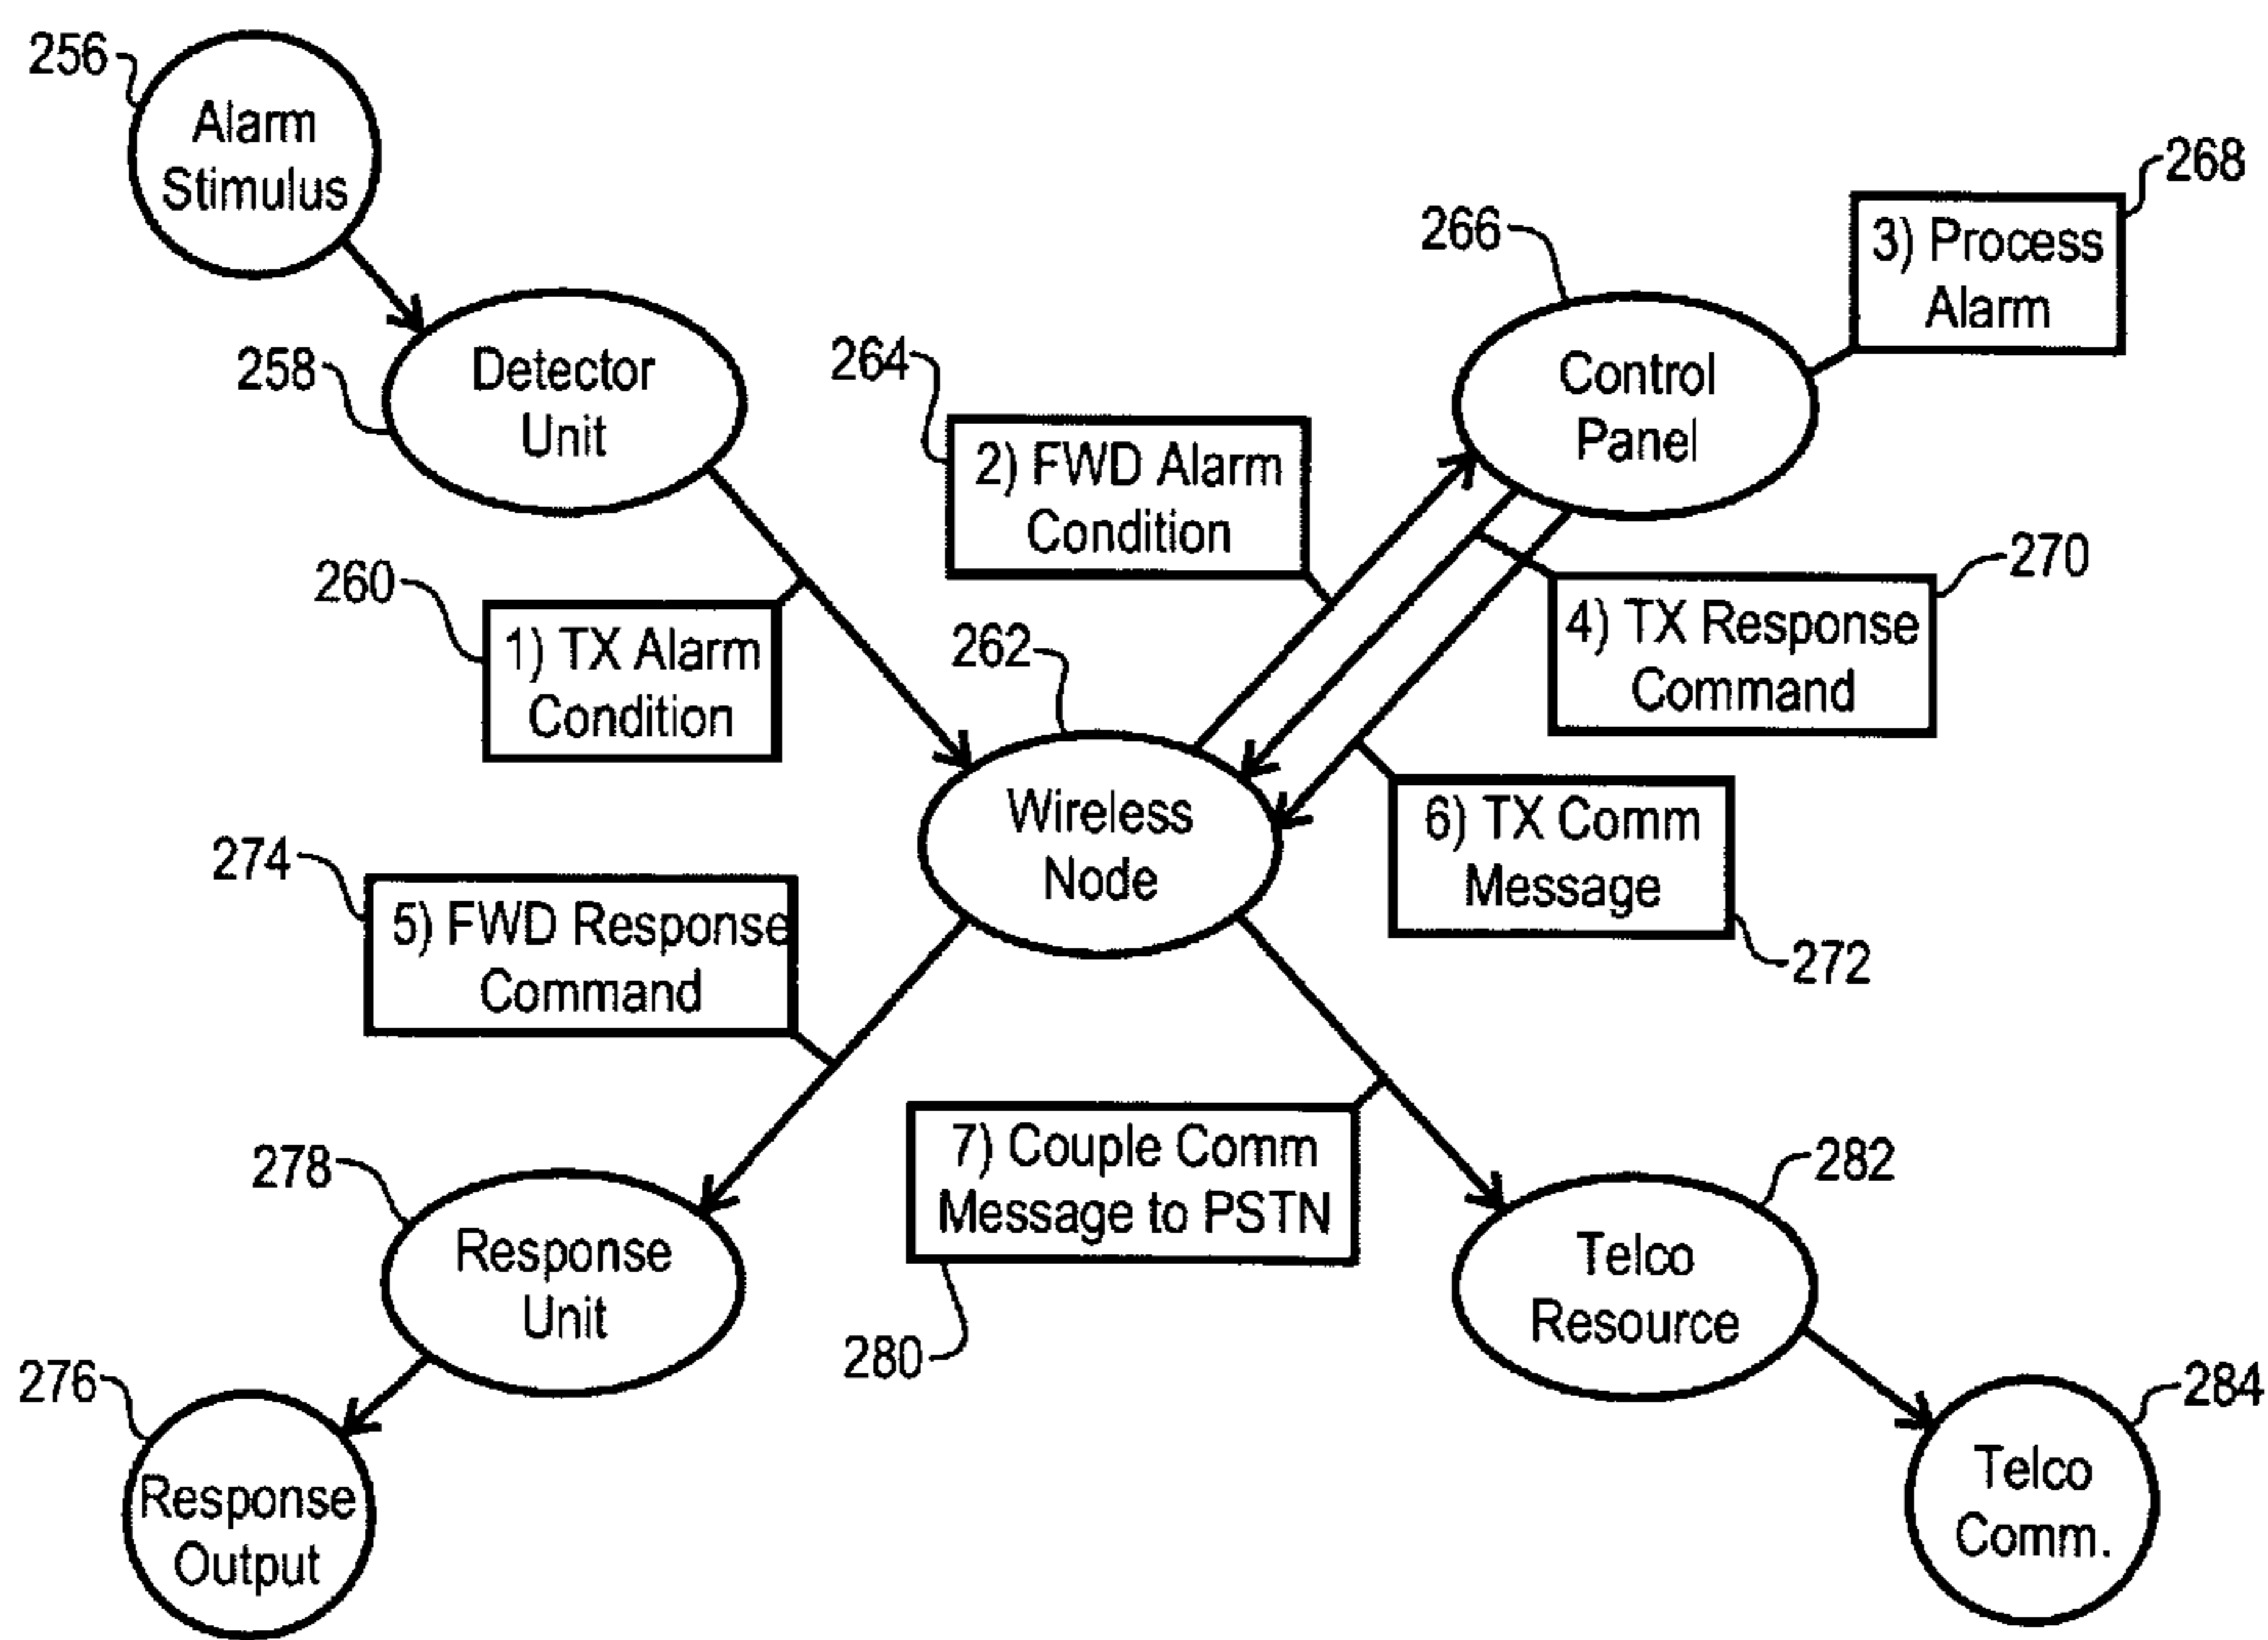 256
Alarm
Stimulus
258
Detector
Unit
260
1) TX Alarm
Condition
262
Wireless
Node
264
2) FWD Alarm
Condition
266
Control
Panel
268
3) Process
Alarm
270
4) TX Response
Command
6) TX Comm
Message
272
274
5) FWD Response
Command
278
Response
Unit
276
Response
Output
7) Couple Comm
Message to PSTN
280
282
Telco
Resource
284
Telco
Comm.